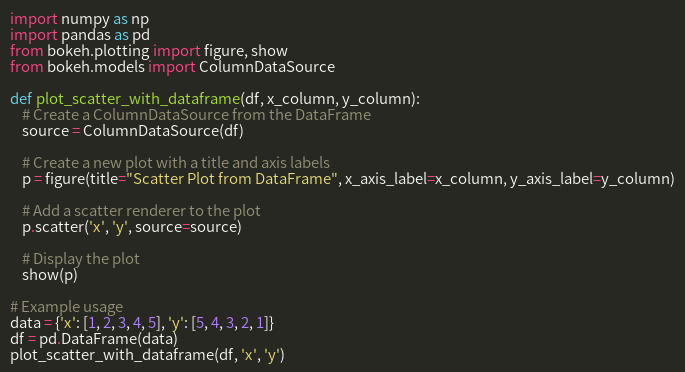 import numpy as np
import pandas as pd
from bokeh.plotting import figure, show
from bokeh.models import ColumnDataSource

def plot_scatter_with_dataframe(df, x_column, y_column):
    # Create a ColumnDataSource from the DataFrame
    source = ColumnDataSource(df)

    # Create a new plot with a title and axis labels
    p = figure(title="Scatter Plot from DataFrame", x_axis_label=x_column, y_axis_label=y_column)

    # Add a scatter renderer to the plot
    p.scatter('x', 'y', source=source)

    # Display the plot
    show(p)

# Example usage
data = {'x': [1, 2, 3, 4, 5], 'y': [5, 4, 3, 2, 1]}
df = pd.DataFrame(data)
plot_scatter_with_dataframe(df, 'x', 'y')